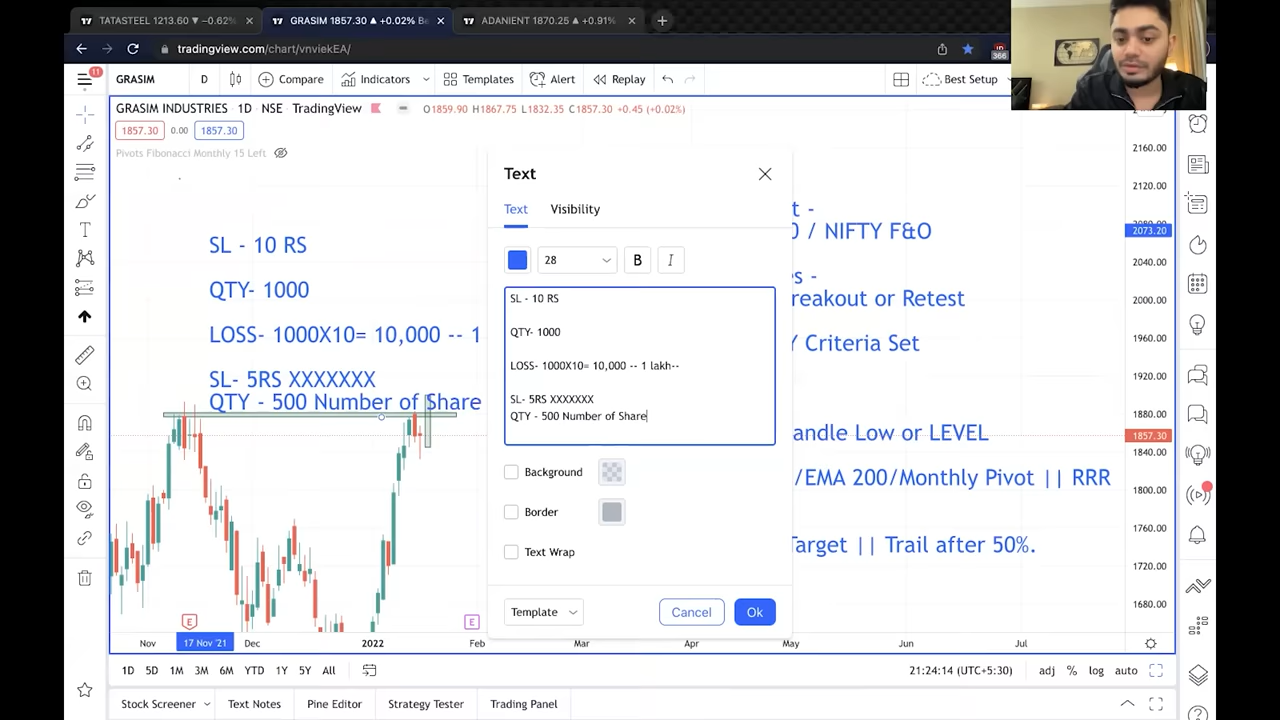 TATASTEEL 1213.60 ▼ −0.62%
GRASIM 1857.30 ▲ +0.02% Be
ADANIENT 1870.25 ▲ +0.91%
tradingview.com/chart/vnviekEA/
366
11
GRASIM D Compare Indicators Templates Alert Replay Best Setup
GRASIM INDUSTRIES · 1D · NSE TradingView O1859.90 H1867.75 L1832.35 C1857.30 +0.45 (+0.02%)
1857.30 0.00 1857.30
Pivots Fibonacci Monthly 15 Left
SL - 10 RS
QTY- 1000
LOSS- 1000X10= 10,000 -- 1
SL- 5RS XXXXXXX
QTY - 500 Number of Share
Text
Text Visibility
28 B I
SL - 10 RS
QTY- 1000
LOSS- 1000X10= 10,000 -- 1 lakh--
SL- 5RS XXXXXXX
QTY - 500 Number of Share
Background
Border
Text Wrap
Template Cancel Ok
t -
0 / NIFTY F&O
es -
reakout or Retest
Y Criteria Set
andle Low or LEVEL
/EMA 200/Monthly Pivot || RRR
Target || Trail after 50%.
2160.00
2120.00
2073.20
2040.00
2000.00
1960.00
1920.00
1880.00
1857.30
1840.00
1800.00
1760.00
1720.00
1680.00
E E
Nov 17 Nov '21 Dec 2022 Feb Mar Apr May Jun Jul
1D 5D 1M 3M 6M YTD 1Y 5Y All 21:24:14 (UTC+5:30) adj % log auto
Stock Screener Text Notes Pine Editor Strategy Tester Trading Panel